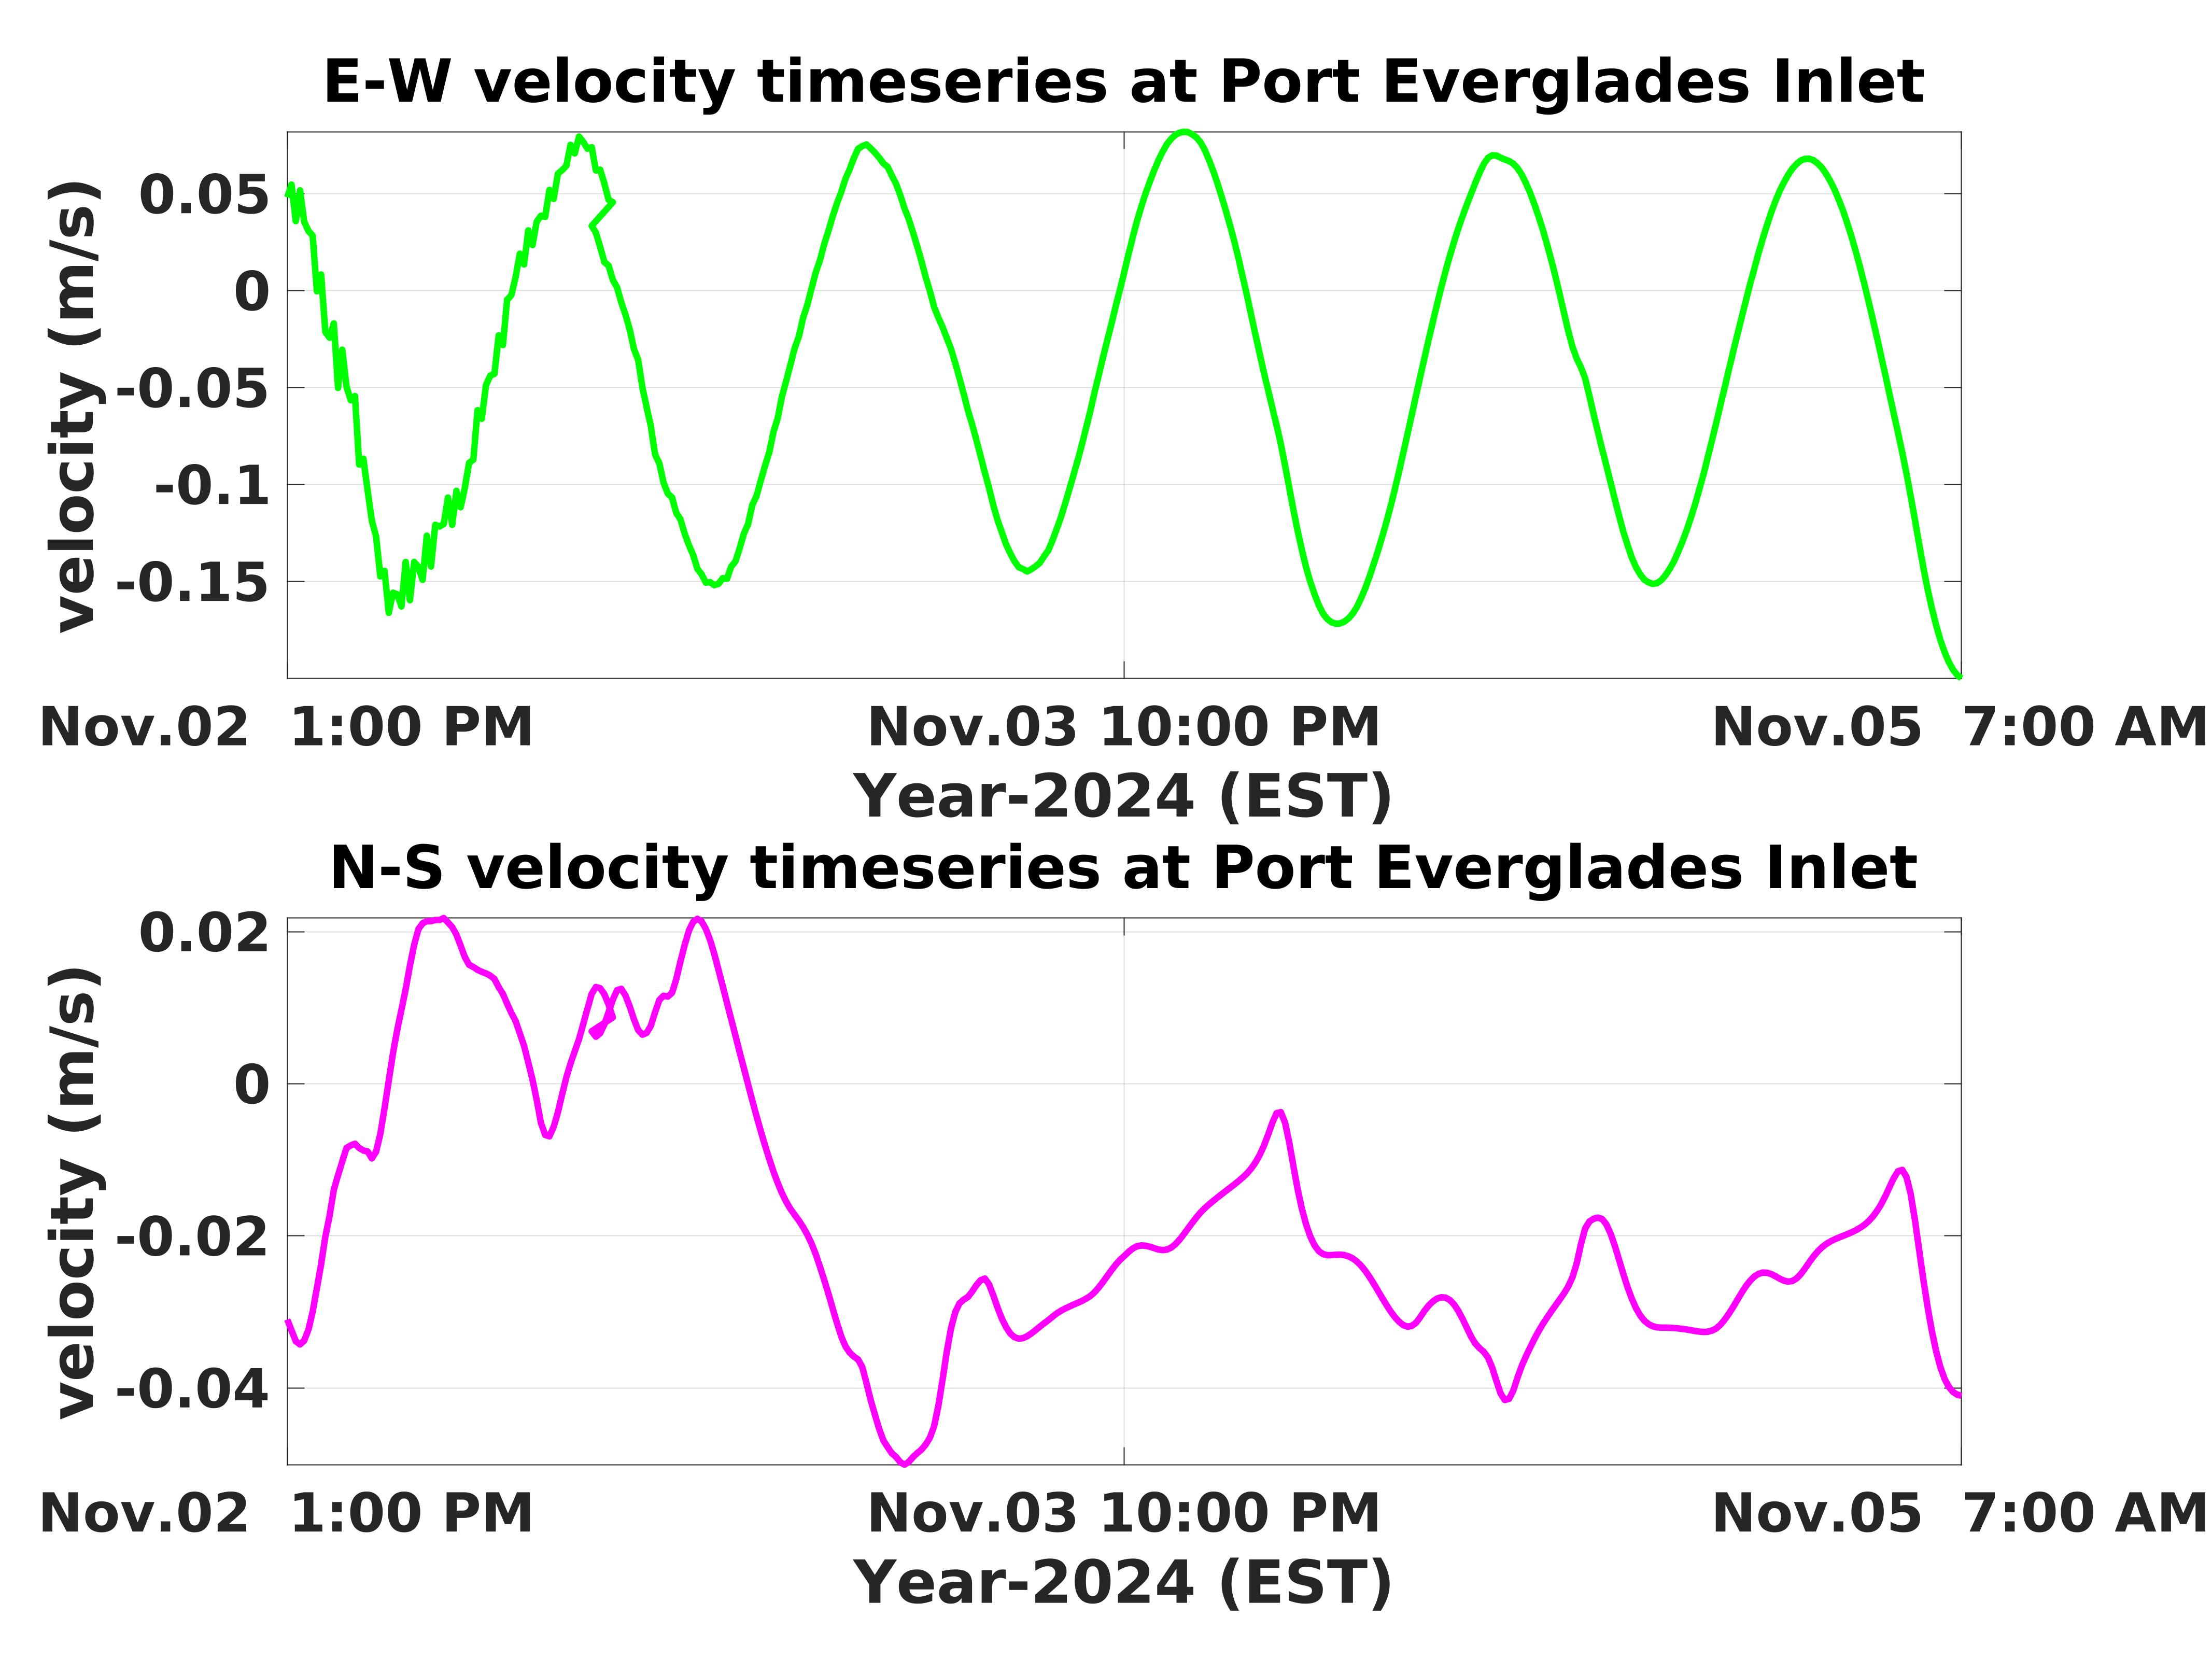 E-W velocity timeseries at Port Everglades Inlet
velocity (m/s)
0.05
0
-0.05
-0.1
-0.15
Nov.02 1:00 PM Nov.03 10:00 PM Nov.05 7:00 AM
Year-2024 (EST)
N-S velocity timeseries at Port Everglades Inlet
velocity (m/s)
0.02
0
-0.02
-0.04
Nov.02 1:00 PM Nov.03 10:00 PM Nov.05 7:00 AM
Year-2024 (EST)